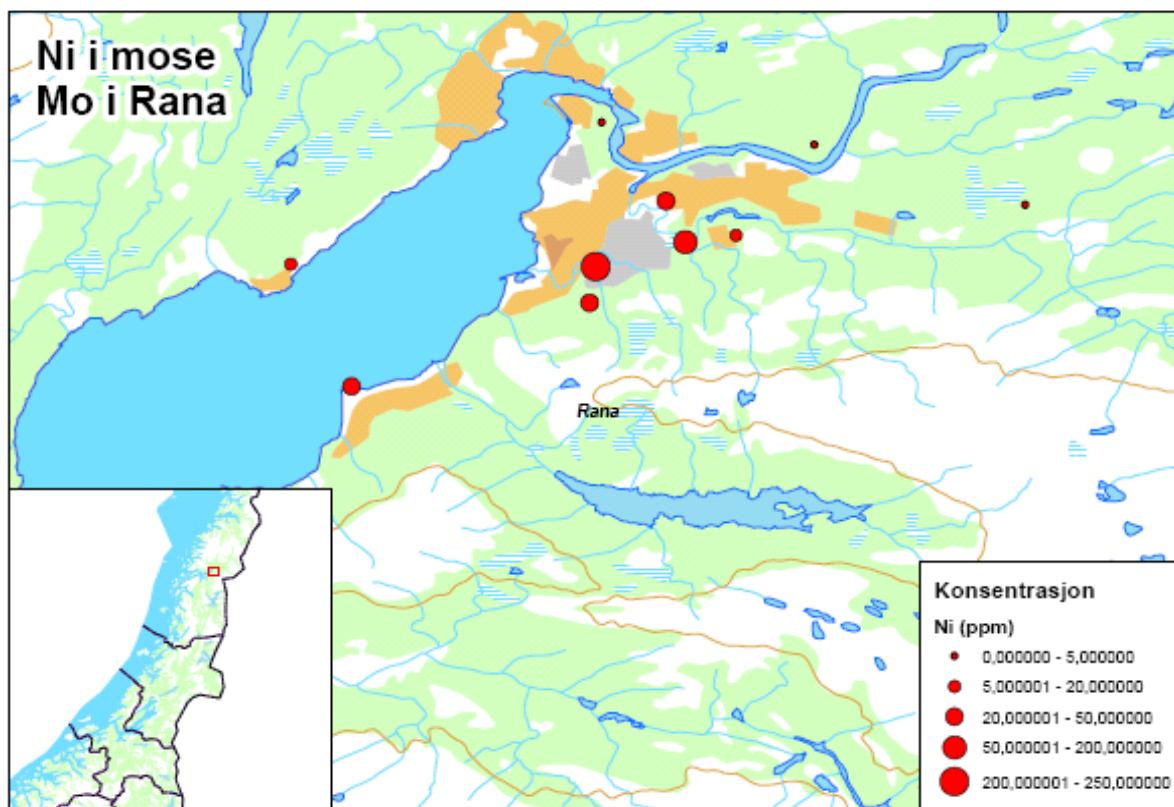 Ni i mose
Mo i Rana
Rana
Konsentrasjon
Ni (ppm)
0,000000 - 5,000000
5,000001 - 20,000000
20,000001 - 50,000000
50,000001 - 200,000000
200,000001 - 250,000000